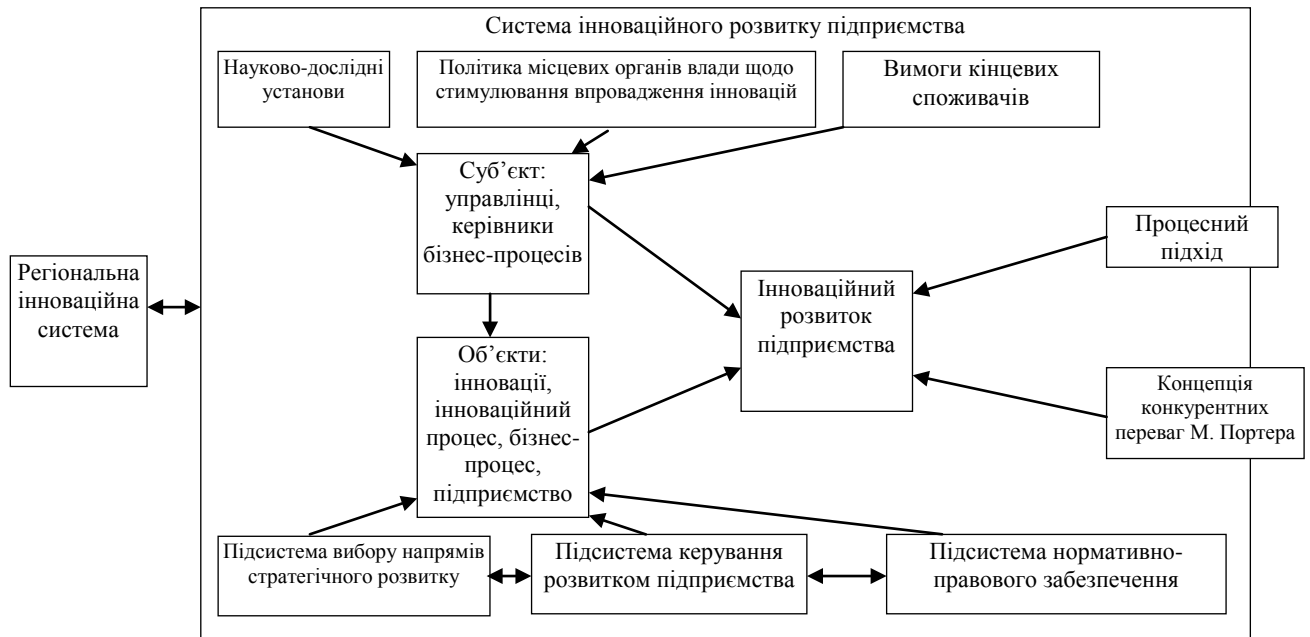 Система інноваційного розвитку підприємства
Науково-дослідні
установи
Політика місцевих органів влади щодо
стимулювання впровадження інновацій
Вимоги кінцевих
споживачів
Суб’єкт:
управлінці,
керівники
бізнес-процесів
Процесний
підхід
Регіональна
інноваційна
система
Інноваційний
розвиток
підприємства
Об’єкти:
інновації,
інноваційний
процес, бізнес-
процес,
підприємство
Концепція
конкурентних
переваг М. Портера
Підсистема вибору напрямів
стратегічного розвитку
Підсистема керування
розвитком підприємства
Підсистема нормативно-
правового забезпечення